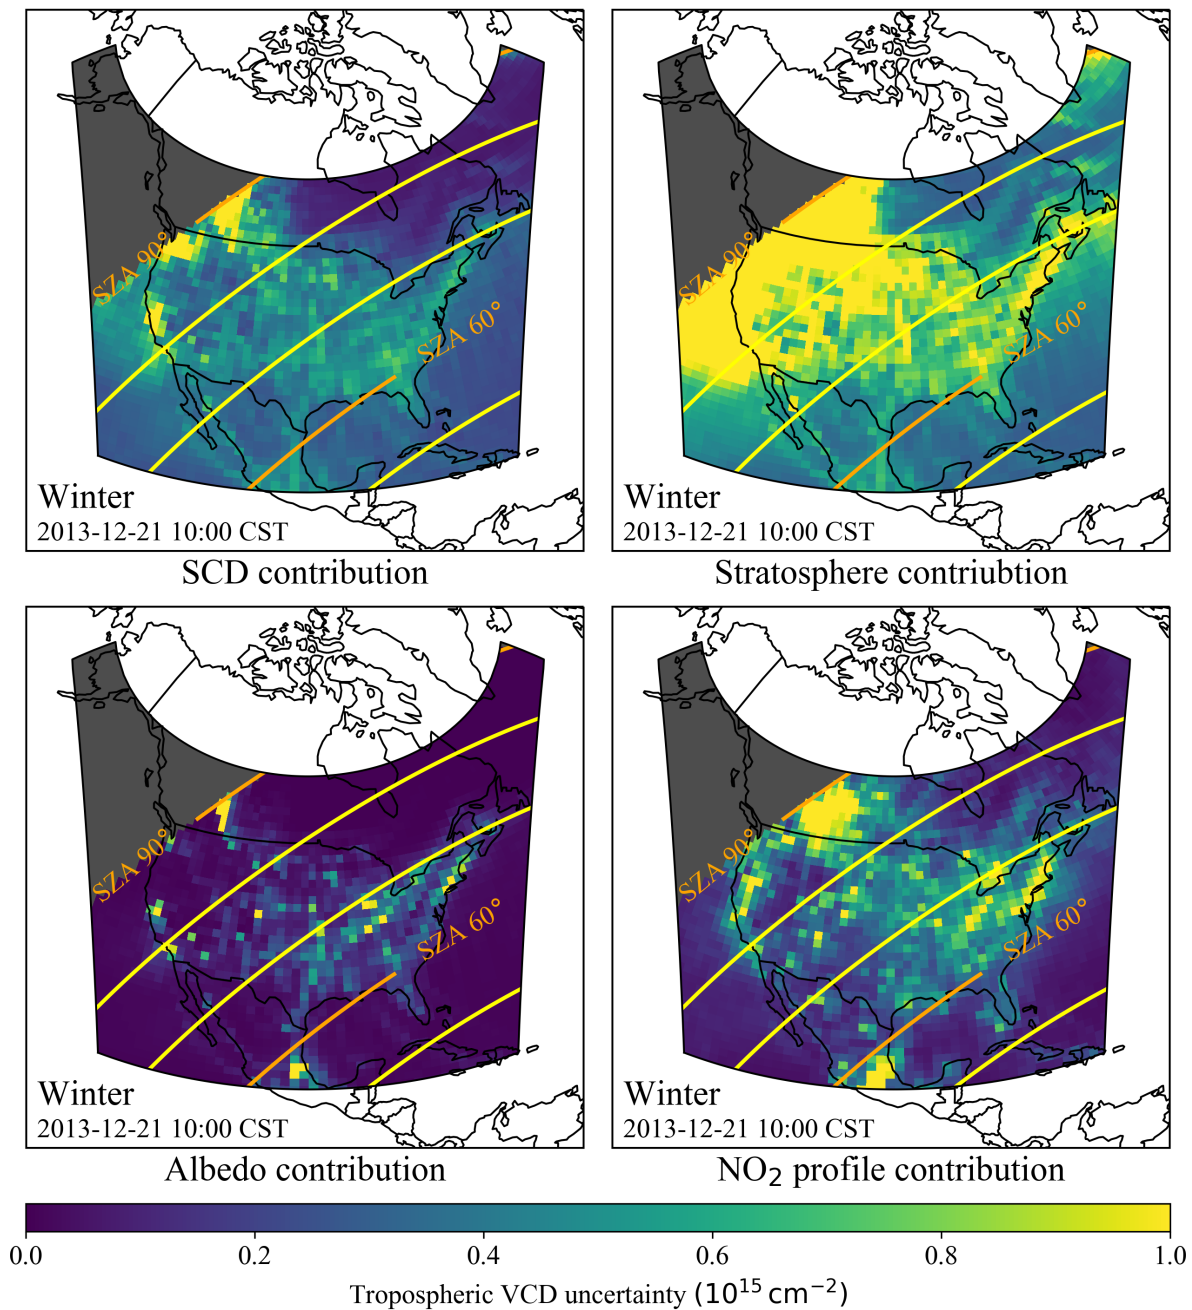 SZA 90°
SZA 60°
Winter
2013-12-21 10:00 CST
SCD contribution
SZA 90°
SZA 60°
Winter
2013-12-21 10:00 CST
Stratosphere contriubtion
SZA 90°
SZA 60°
Winter
2013-12-21 10:00 CST
Albedo contribution
SZA 90°
SZA 60°
Winter
2013-12-21 10:00 CST
NO₂ profile contribution
0.0 0.2 0.4 0.6 0.8 1.0
Tropospheric VCD uncertainty (10¹⁵ cm⁻²)